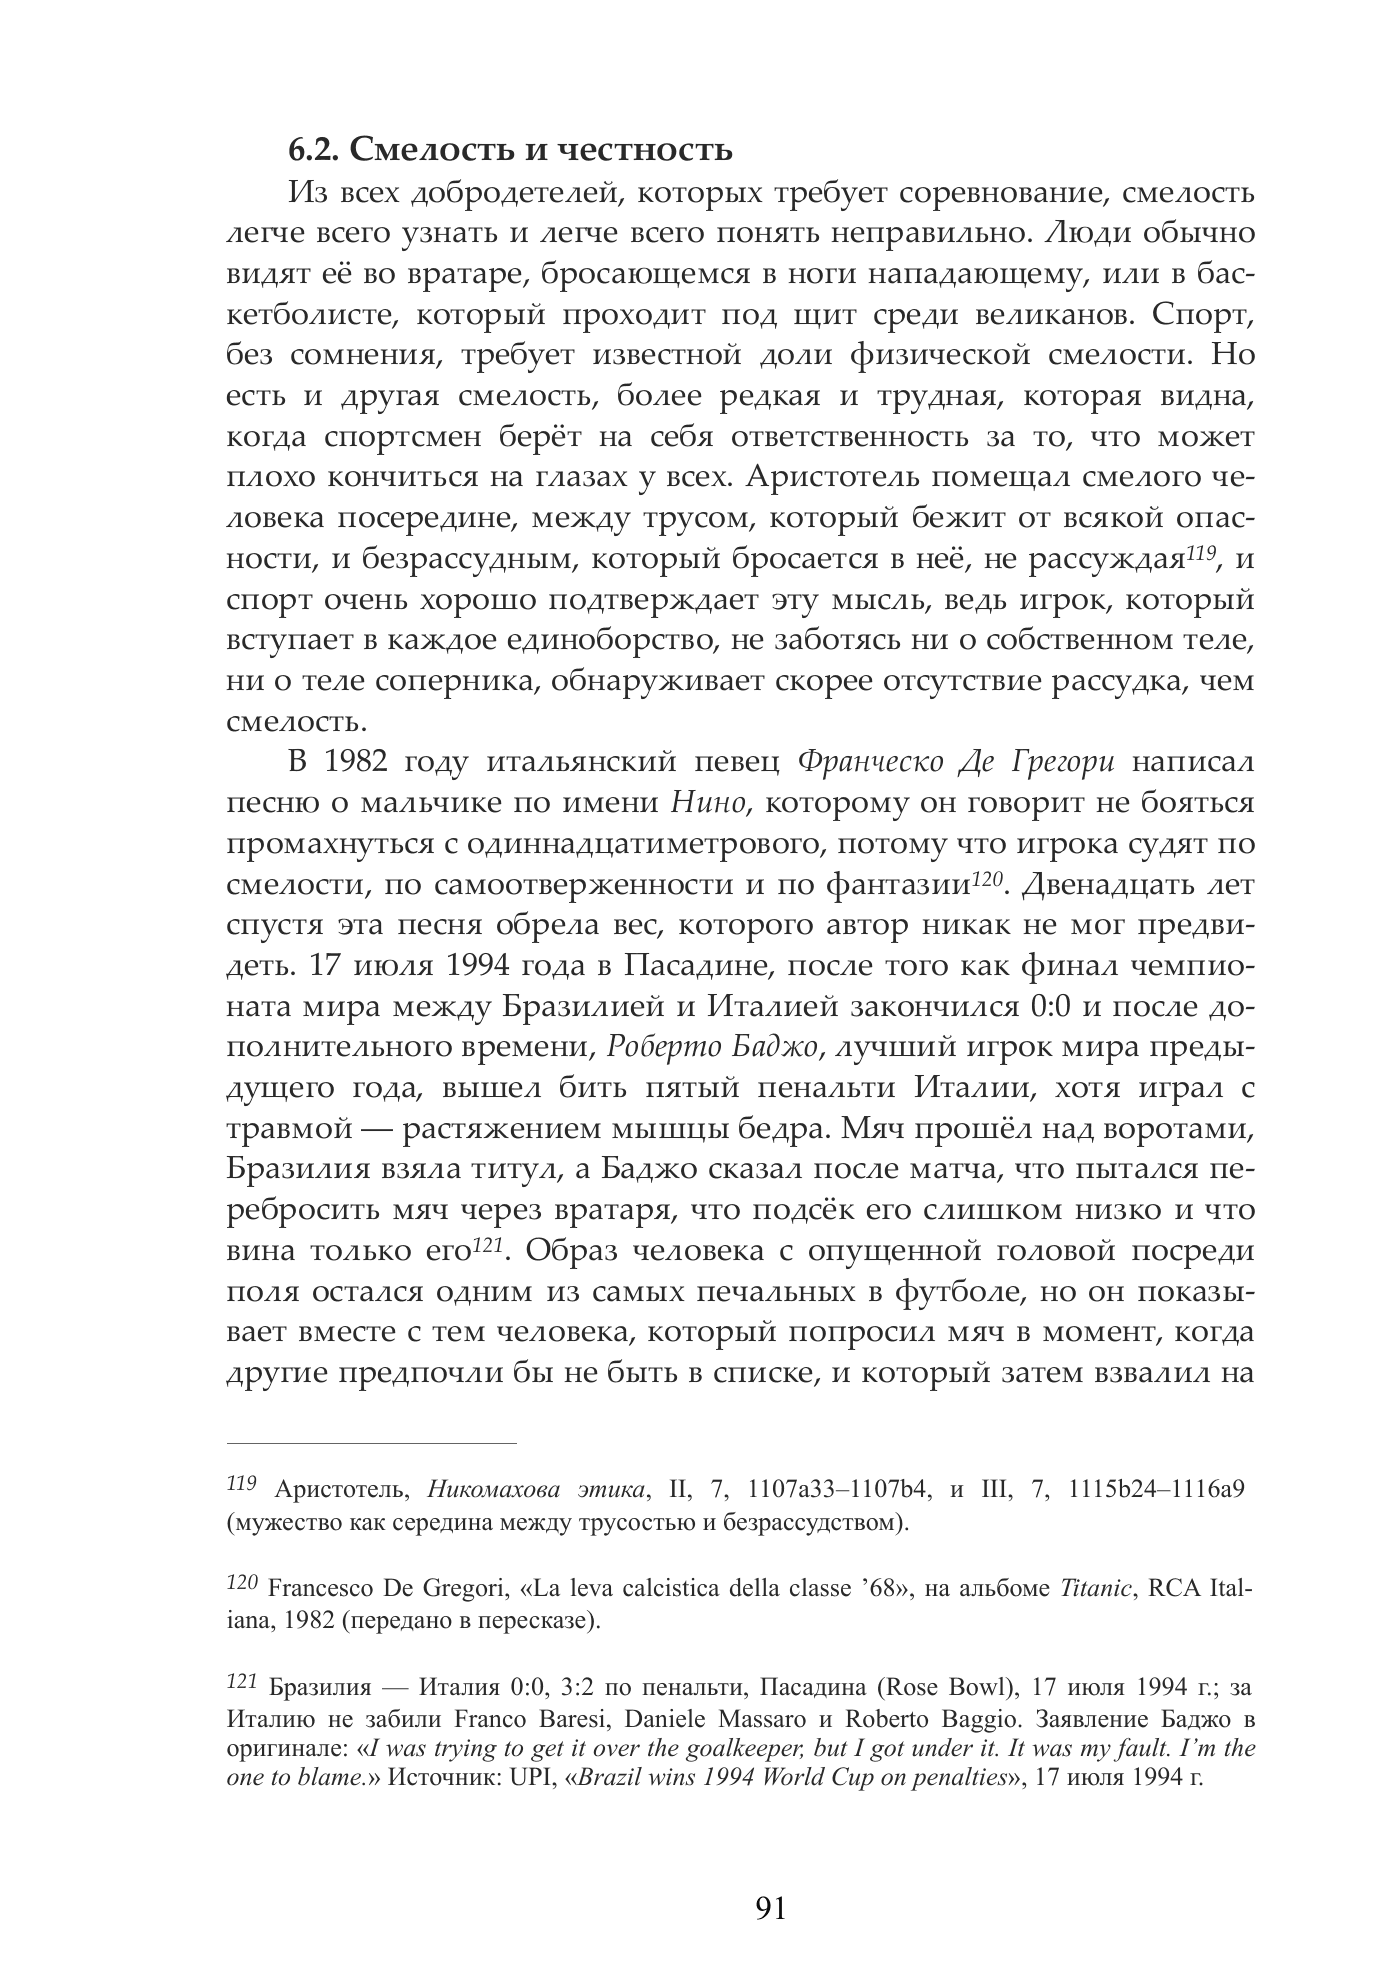 6.2. Смелость и честность
Из всех добродетелей, которых требует соревнование, смелость
легче всего узнать и легче всего понять неправильно. Люди обычно
видят её во вратаре, бросающемся в ноги нападающему, или в бас-
кетболисте, который проходит под щит среди великанов. Спорт,
без сомнения, требует известной доли физической смелости. Но
есть и другая смелость, более редкая и трудная, которая видна,
когда спортсмен берёт на себя ответственность за то, что может
плохо кончиться на глазах у всех. Аристотель помещал смелого че-
ловека посередине, между трусом, который бежит от всякой опас-
ности, и безрассудным, который бросается в неё, не рассуждая119, и
спорт очень хорошо подтверждает эту мысль, ведь игрок, который
вступает в каждое единоборство, не заботясь ни о собственном теле,
ни о теле соперника, обнаруживает скорее отсутствие рассудка, чем
смелость.
В 1982 году итальянский певец Франческо Де Грегори написал
песню о мальчике по имени Нино, которому он говорит не бояться
промахнуться с одиннадцатиметрового, потому что игрока судят по
смелости, по самоотверженности и по фантазии120. Двенадцать лет
спустя эта песня обрела вес, которого автор никак не мог предви-
деть. 17 июля 1994 года в Пасадине, после того как финал чемпио-
ната мира между Бразилией и Италией закончился 0:0 и после до-
полнительного времени, Роберто Баджо, лучший игрок мира преды-
дущего года, вышел бить пятый пенальти Италии, хотя играл с
травмой — растяжением мышцы бедра. Мяч прошёл над воротами,
Бразилия взяла титул, а Баджо сказал после матча, что пытался пе-
ребросить мяч через вратаря, что подсёк его слишком низко и что
вина только его121. Образ человека с опущенной головой посреди
поля остался одним из самых печальных в футболе, но он показы-
вает вместе с тем человека, который попросил мяч в момент, когда
другие предпочли бы не быть в списке, и который затем взвалил на
119 Аристотель, Никомахова этика, II, 7, 1107a33–1107b4, и III, 7, 1115b24–1116a9
(мужество как середина между трусостью и безрассудством).
120 Francesco De Gregori, «La leva calcistica della classe ’68», на альбоме Titanic, RCA Ital-
iana, 1982 (передано в пересказе).
121 Бразилия — Италия 0:0, 3:2 по пенальти, Пасадина (Rose Bowl), 17 июля 1994 г.; за
Италию не забили Franco Baresi, Daniele Massaro и Roberto Baggio. Заявление Баджо в
оригинале: «I was trying to get it over the goalkeeper, but I got under it. It was my fault. I’m the
one to blame.» Источник: UPI, «Brazil wins 1994 World Cup on penalties», 17 июля 1994 г.
91